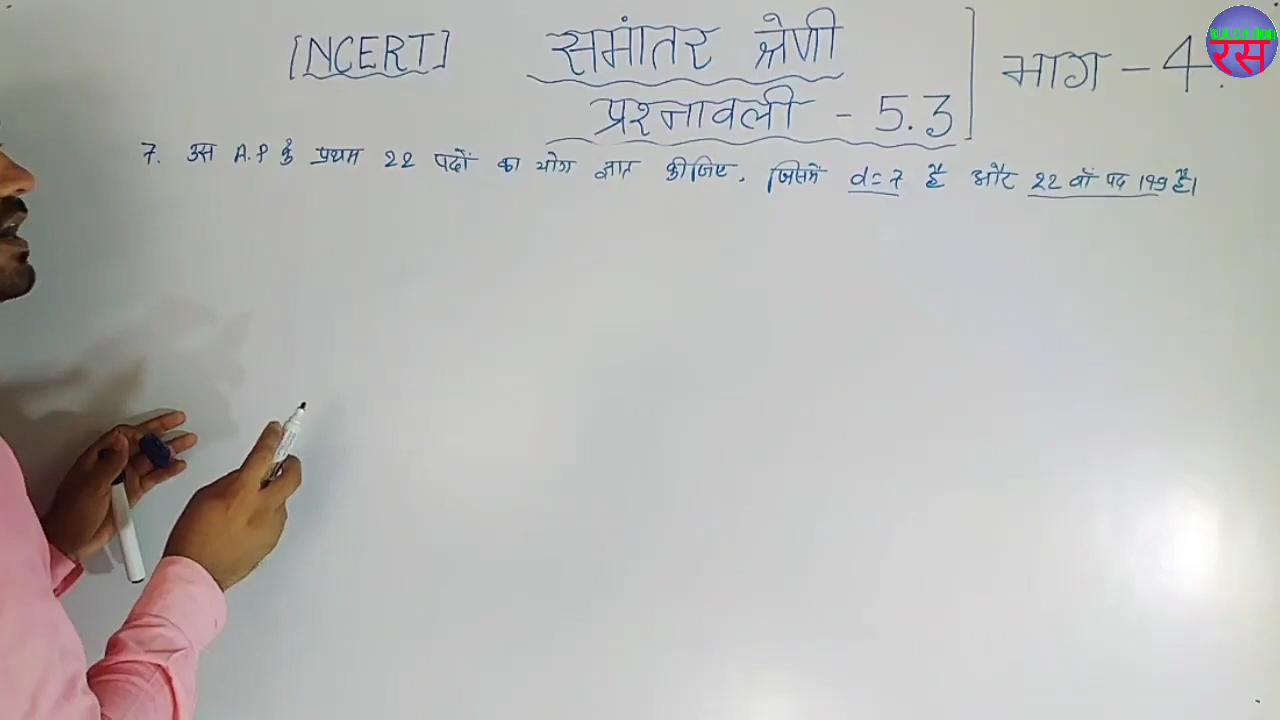 [NCERT] समांतर श्रेणी
प्रश्नावली - 5.3
भाग - 4
7. उस A.P के प्रथम 22 पदों का योग ज्ञात कीजिए, जिसमें d = 7 है और 22 वाँ पद 149 है।
रस